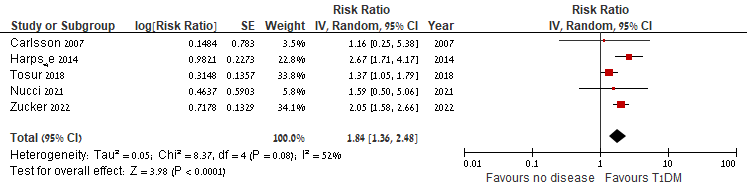 Risk Ratio Risk Ratio
Study or Subgroup log[Risk Ratio] SE Weight IV, Random, 95% CI Year IV, Random, 95% CI
Carlsson 2007 0.1484 0.783 3.5% 1.16 [0.25, 5.38] 2007
2014 0.9821 0.2273 22.8% 2.67 [1.71, 4.17] 2014
Tosur 2018 0.3148 0.1357 33.8% 1.37 [1.05, 1.79] 2018
Nucci 2021 0.4637 0.5903 5.8% 1.59 [0.50, 5.06] 2021
Zucker 2022 0.7178 0.1329 34.1% 2.05 [1.58, 2.66] 2022
Total (95% CI) 100.0% 1.84 [1.36, 2.48]
Heterogeneity: Tau² = 0.05; Chi² = 8.37, df = 4 (P = 0.08); I² = 52%
Test for overall effect: Z = 3.98 (P < 0.0001)
0.01 0.1 1 10 100
Favours no disease Favours T1DM